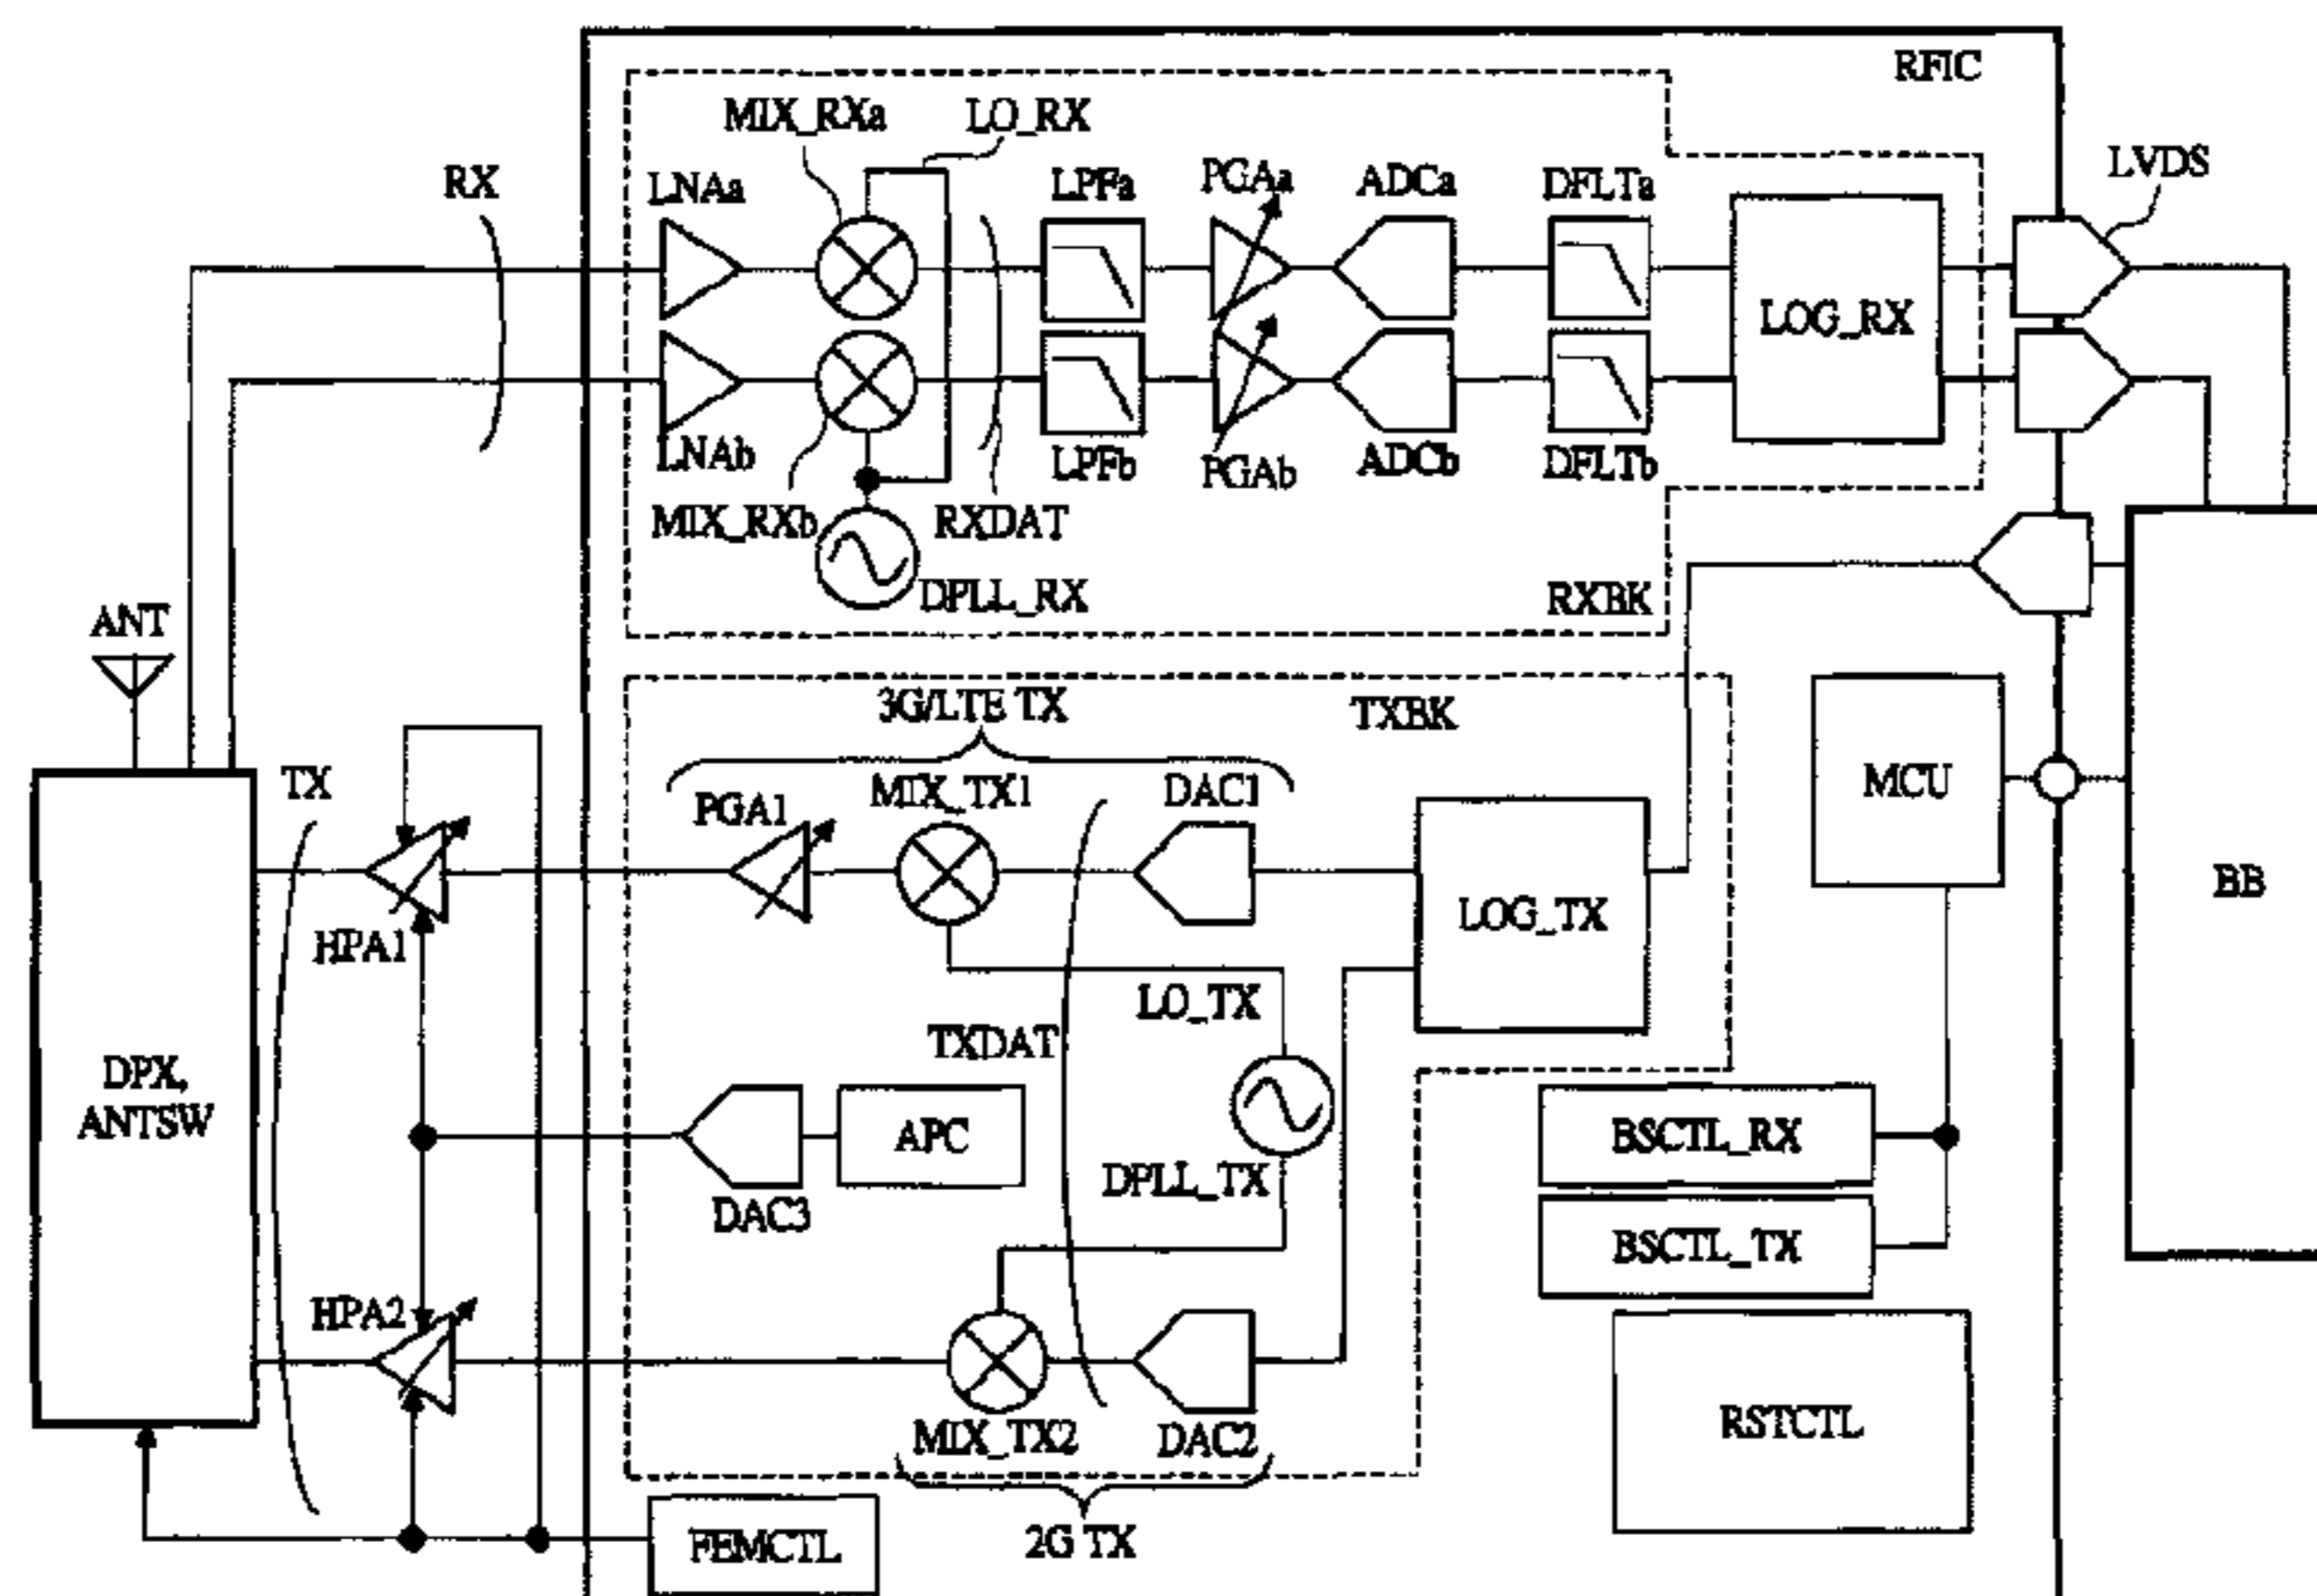 RFIC
MIX_RXa
LO_RX
RX
LNAa
LPFa
PGAa
ADCa
DFLTa
LVDS
LOG_RX
LNAb
LPFb
PGAb
ADCb
DFLTb
MIX_RXb
RXDAT
DPLL_RX
RXBK
ANT
3G/LTE TX
TXBK
TX
PGA1
MIX_TX1
DAC1
MCU
HPA1
LOG_TX
BB
LO_TX
TXDAT
DPX,
ANTSW
APC
BSCTL_RX
DPLL_TX
DAC3
BSCTL_TX
HPA2
MIX_TX2
DAC2
RSTCTL
FEMCTL
2G TX